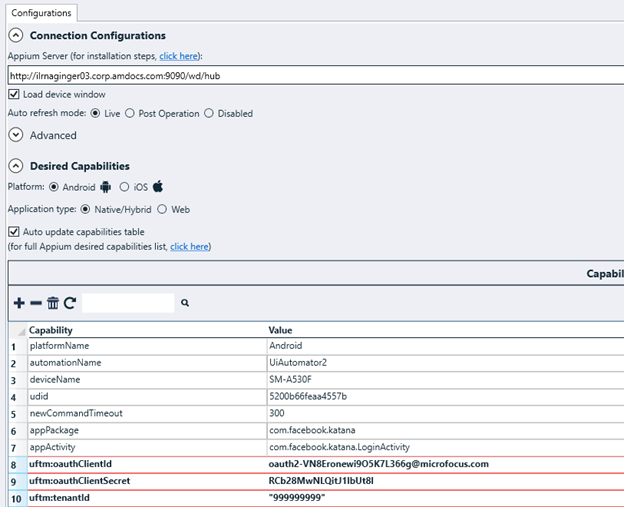 Configurations
Connection Configurations
Appium Server (for installation steps, click here):
http://ilrnaginger03.corp.amdocs.com:9090/wd/hub
Load device window
Auto refresh mode: Live Post Operation Disabled
Advanced
Desired Capabilities
Platform: Android iOS
Application type: Native/Hybrid Web
Auto update capabilities table
(for full Appium desired capabilities list, click here)
Capabil
Capability Value
1 platformName Android
2 automationName UiAutomator2
3 deviceName SM-A530F
4 udid 5200b66feaa4557b
5 newCommandTimeout 300
6 appPackage com.facebook.katana
7 appActivity com.facebook.katana.LoginActivity
8 uftm:oauthClientId oauth2-VN8Eronewi9O5K7L366g@microfocus.com
9 uftm:oauthClientSecret RCb28MwNLQitJ1IbUt8I
10 uftm:tenantId "999999999"